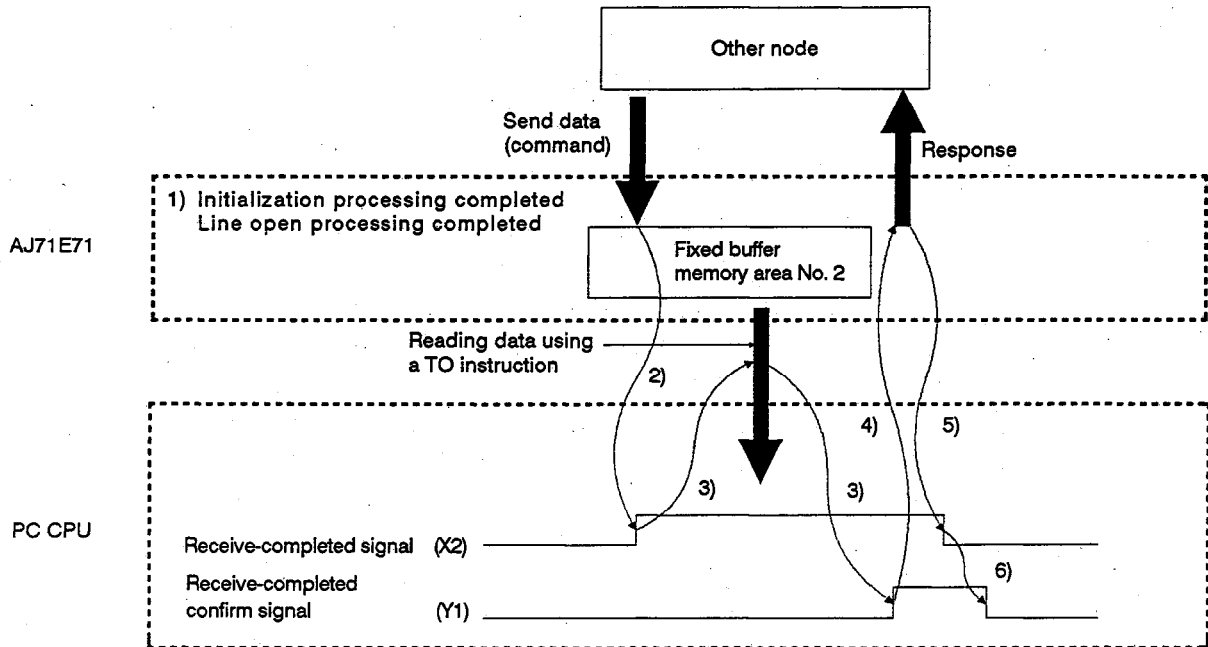 Other node
Send data
(command)
Response
1) Initialization processing completed
Line open processing completed
AJ71E71
Fixed buffer
memory area No. 2
Reading data using
a TO instruction
2)
4)
5)
3)
3)
PC CPU
Receive-completed signal (X2)
6)
Receive-completed
confirm signal (Y1)